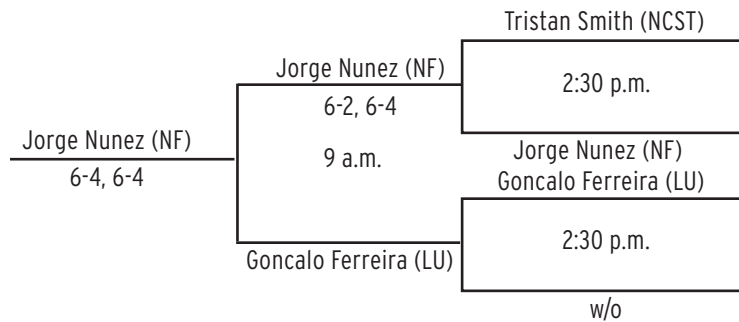 Tristan Smith (NCST)
Jorge Nunez (NF)
2:30 p.m.
6-2, 6-4
Jorge Nunez (NF)
9 a.m.
Jorge Nunez (NF)
6-4, 6-4
Goncalo Ferreira (LU)
2:30 p.m.
Goncalo Ferreira (LU)
w/o